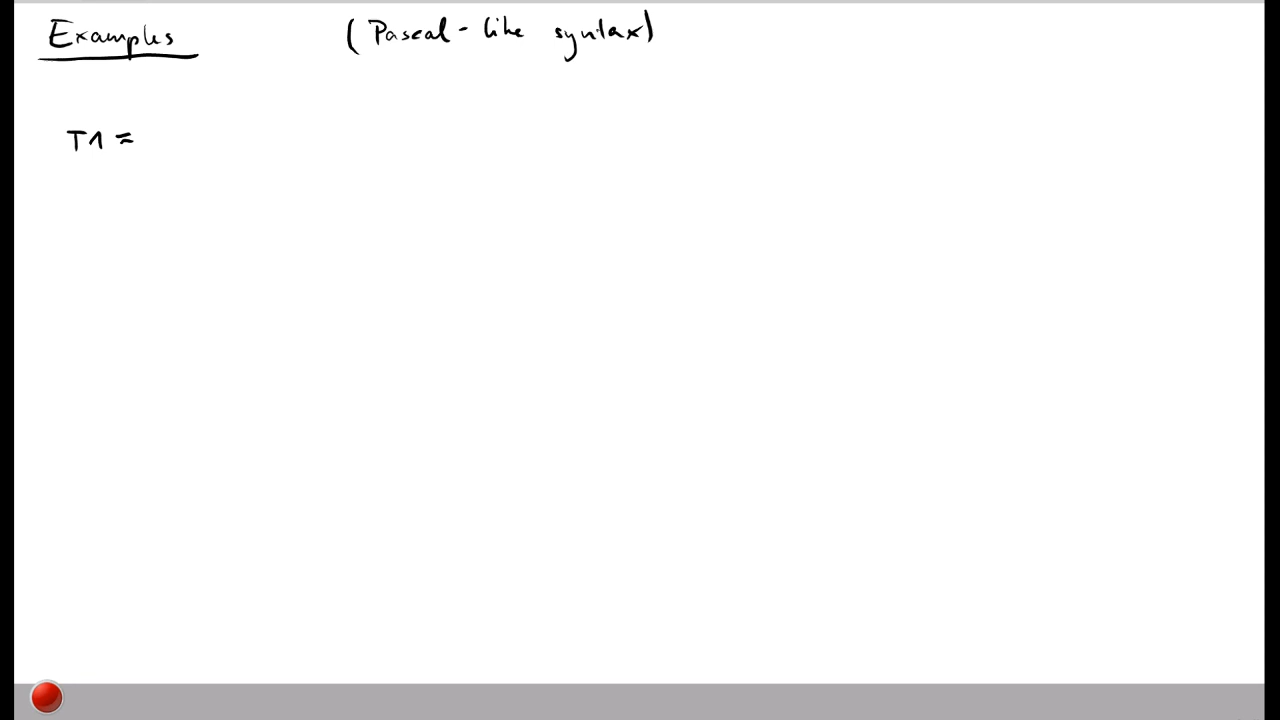 Examples (Pascal-like syntax)
T1 =